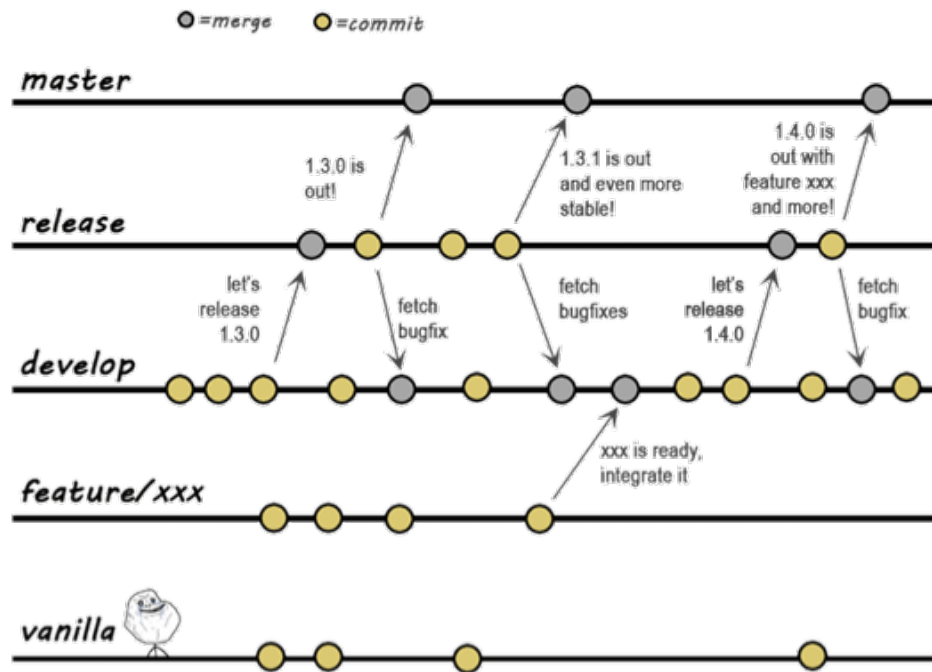 =merge
=commit
master
1.3.0 is
out!
1.3.1 is out
and even more
stable!
1.4.0 is
out with
feature xxx
and more!
release
let's
release
1.3.0
fetch
bugfix
fetch
bugfixes
let's
release
1.4.0
fetch
bugfix
develop
xxx is ready,
integrate it
feature/xxx
vanilla